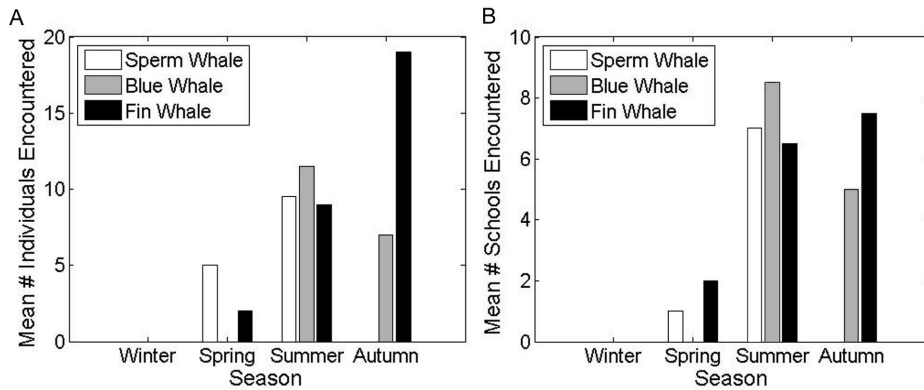 A
Mean # Individuals Encountered
20
15
10
5
0
Sperm Whale
Blue Whale
Fin Whale
Winter Spring Summer Autumn
Season
B
Mean # Schools Encountered
10
8
6
4
2
0
Sperm Whale
Blue Whale
Fin Whale
Winter Spring Summer Autumn
Season